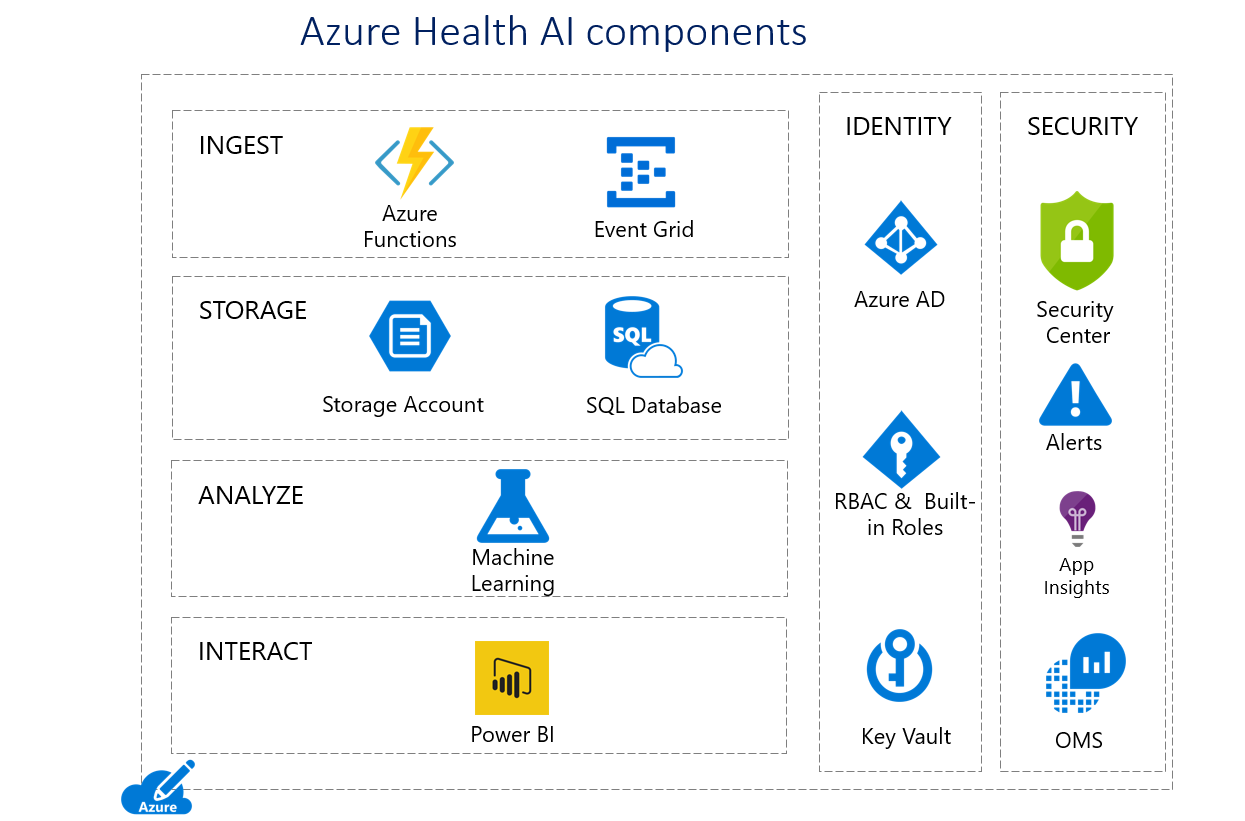 Azure Health AI components
INGEST
Azure
Functions
Event Grid
STORAGE
SQL
Storage Account
SQL Database
ANALYZE
Machine
Learning
INTERACT
Power BI
IDENTITY
Azure AD
RBAC & Built-
in Roles
Key Vault
SECURITY
Security
Center
Alerts
App
Insights
OMS
Azure